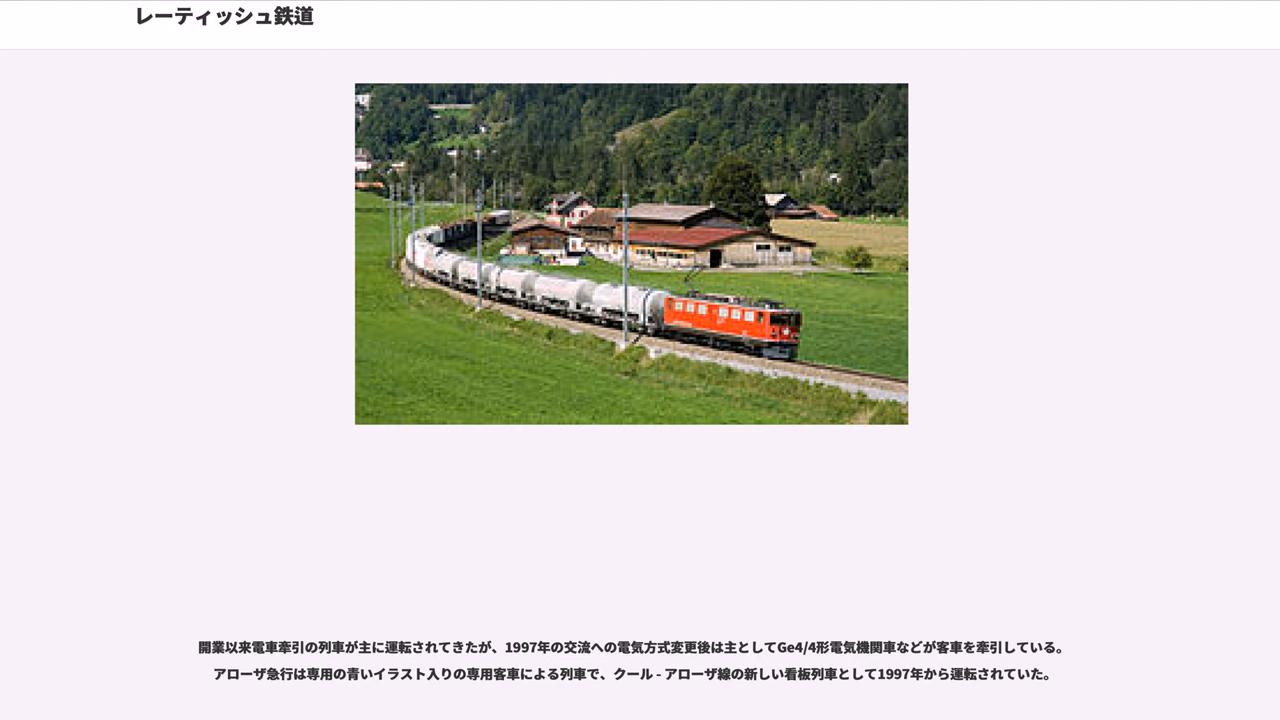 レーティッシュ鉄道
開業以来電車牽引の列車が主に運転されてきたが、1997年の交流への電気方式変更後は主としてGe4/4形電気機関車などが客車を牽引している。
アローザ急行は専用の青いイラスト入りの専用客車による列車で、クール - アローザ線の新しい看板列車として1997年から運転されていた。